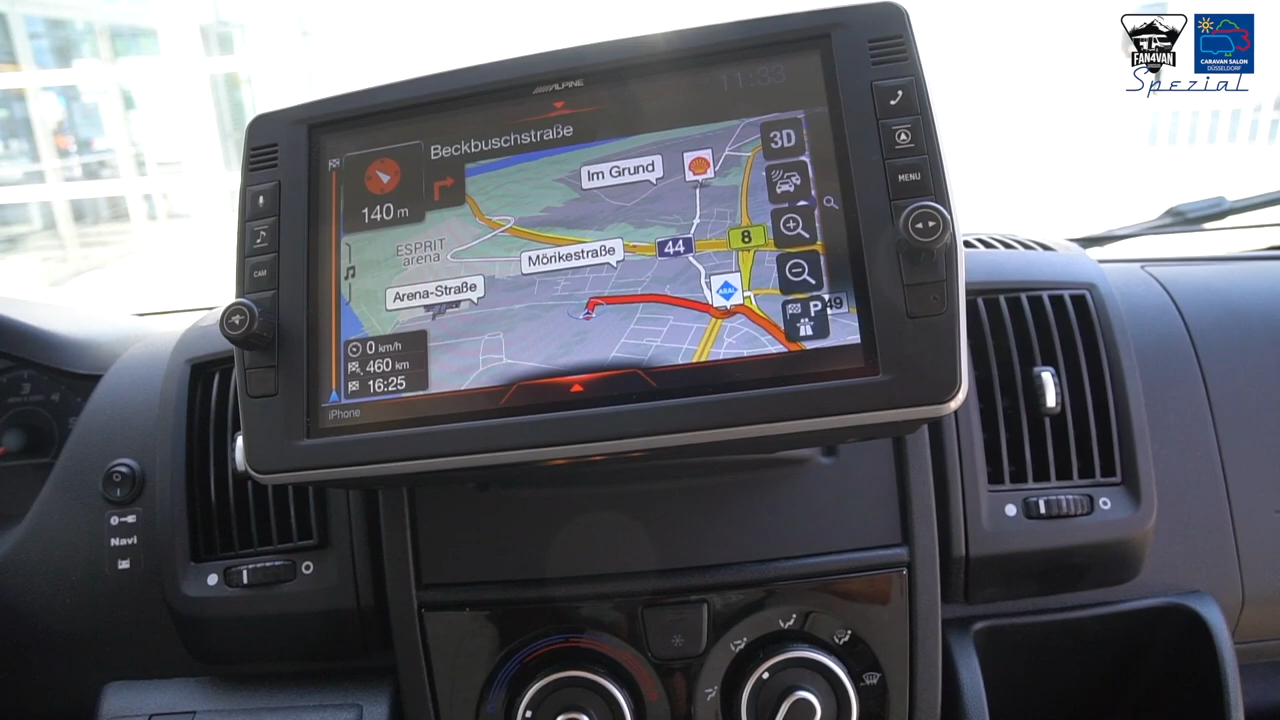 FAN4VAN
CARAVAN SALON
DÜSSELDORF
Spezial
ALPINE
11:33
Beckbuschstraße
140 m
Im Grund
3D
ESPRIT
arena
Mörikestraße
44
8
Arena-Straße
0 km/h
460 km
16:25
iPhone
P
49
CAM
MENU
ARAL
Navi